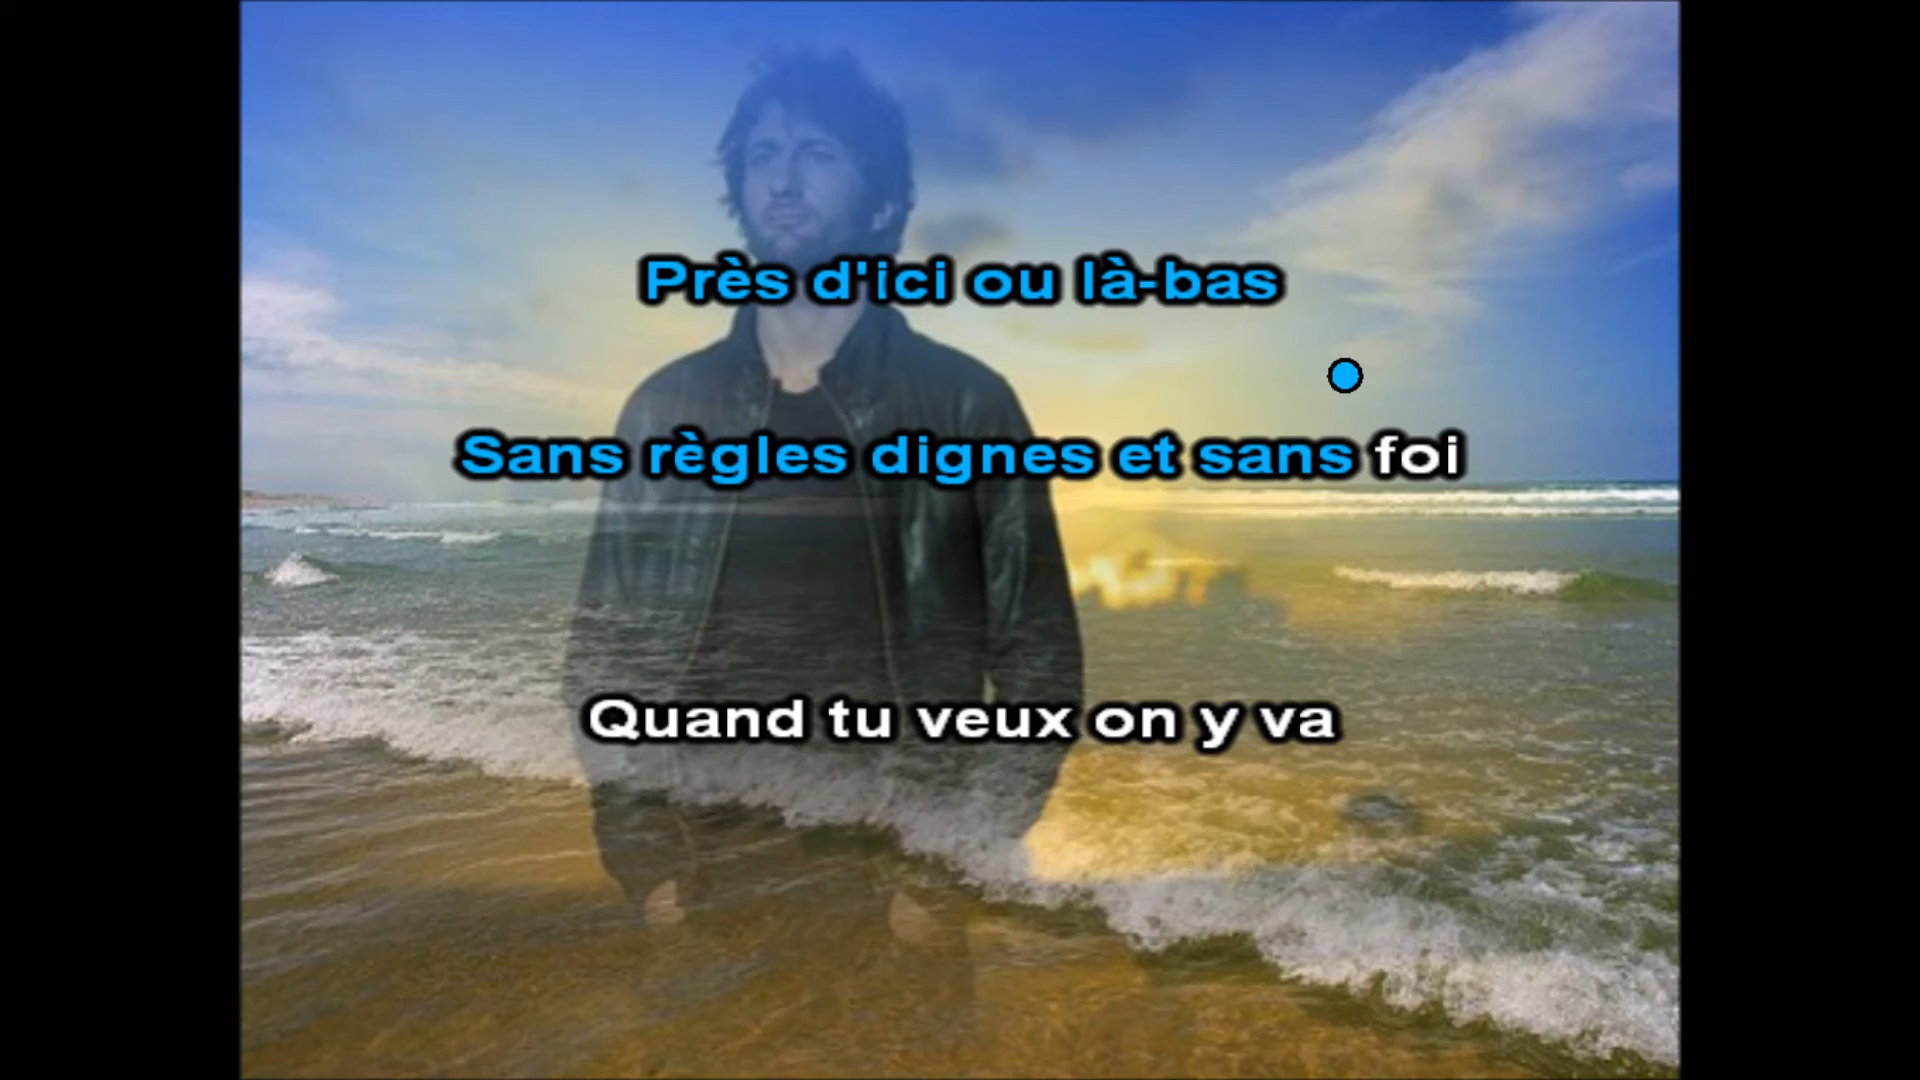 Près d'ici ou là-bas
Sans règles dignes et sans foi
Quand tu veux on y va